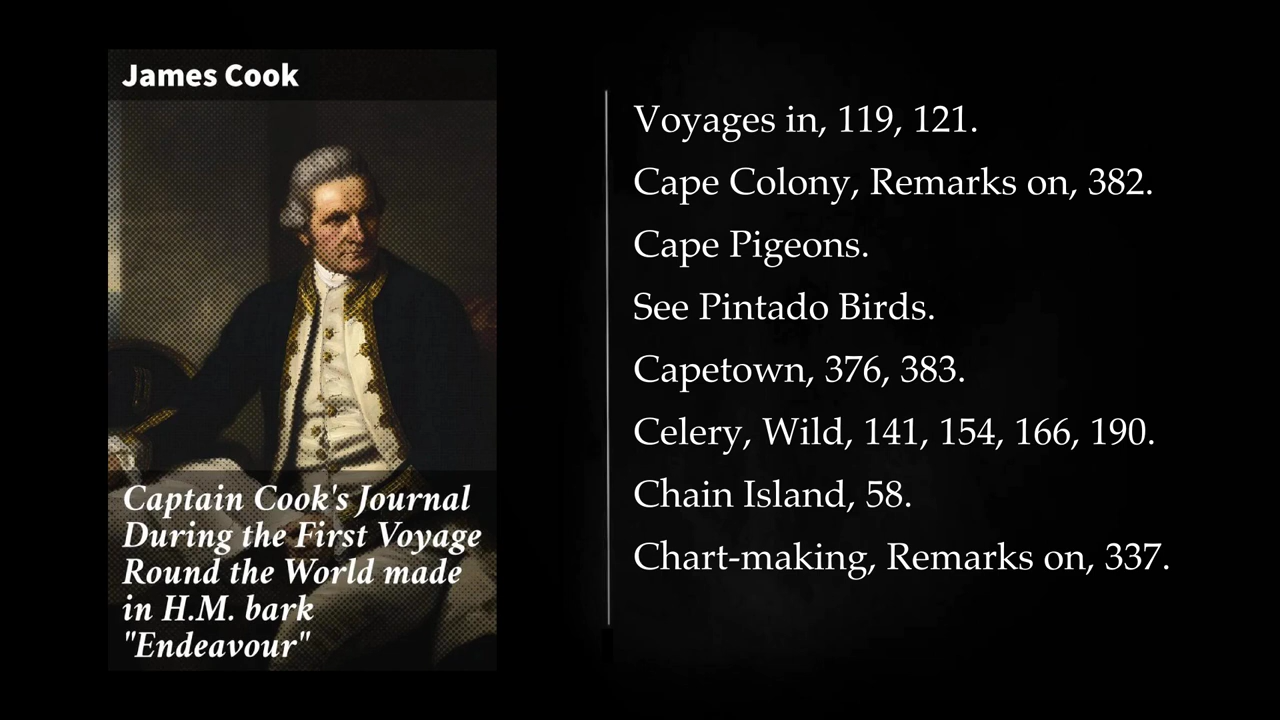 James Cook
Captain Cook's Journal
During the First Voyage
Round the World made
in H.M. bark
"Endeavour"
Voyages in, 119, 121.
Cape Colony, Remarks on, 382.
Cape Pigeons.
See Pintado Birds.
Capetown, 376, 383.
Celery, Wild, 141, 154, 166, 190.
Chain Island, 58.
Chart-making, Remarks on, 337.